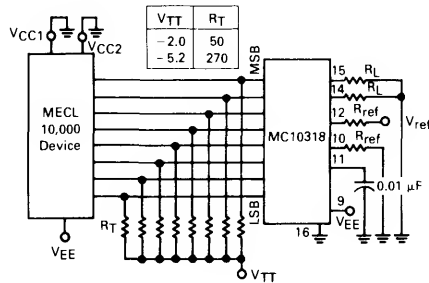 VCC1
VCC2
VTT RT
−2.0 50
−5.2 270
MECL
10,000
Device
VEE
MSB
LSB
MC10318
15 RL
14 RL
12 Rref
Vref
10 Rref
11
0.01 μF
9
VEE
16
RT
VTT